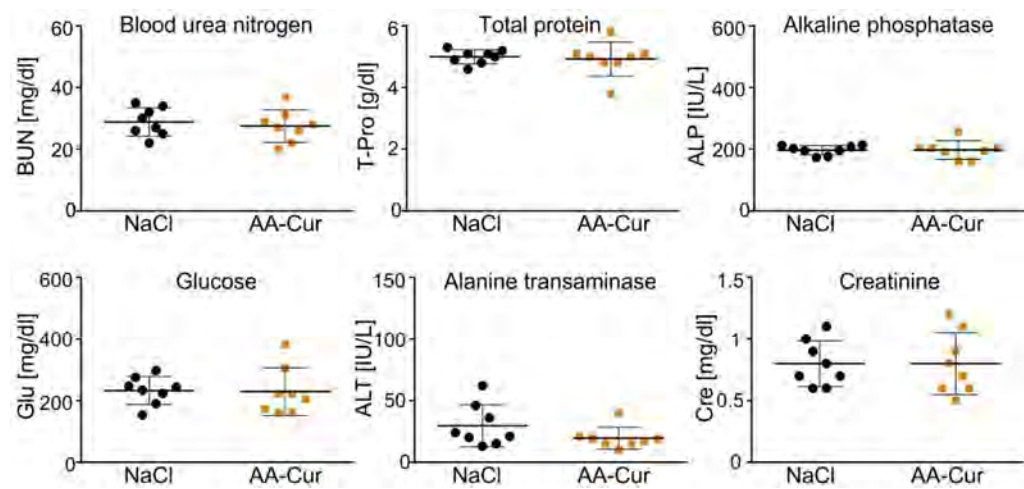 Blood urea nitrogen
BUN [mg/dl]
60
40
20
0
NaCl AA-Cur
Total protein
T-Pro [g/dl]
6
4
2
0
NaCl AA-Cur
Alkaline phosphatase
ALP [IU/L]
600
400
200
0
NaCl AA-Cur
Glucose
Glu [mg/dl]
600
400
200
0
NaCl AA-Cur
Alanine transaminase
ALT [IU/L]
150
100
50
0
NaCl AA-Cur
Creatinine
Cre [mg/dl]
1.5
1
0.5
0
NaCl AA-Cur